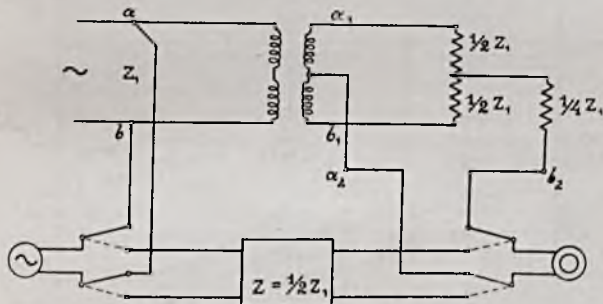 a
a₁
Z₁
~
½ Z₁
½ Z₁
¼ Z₁
b
b₁
a₂
b₂
~
Z = ½ Z₁